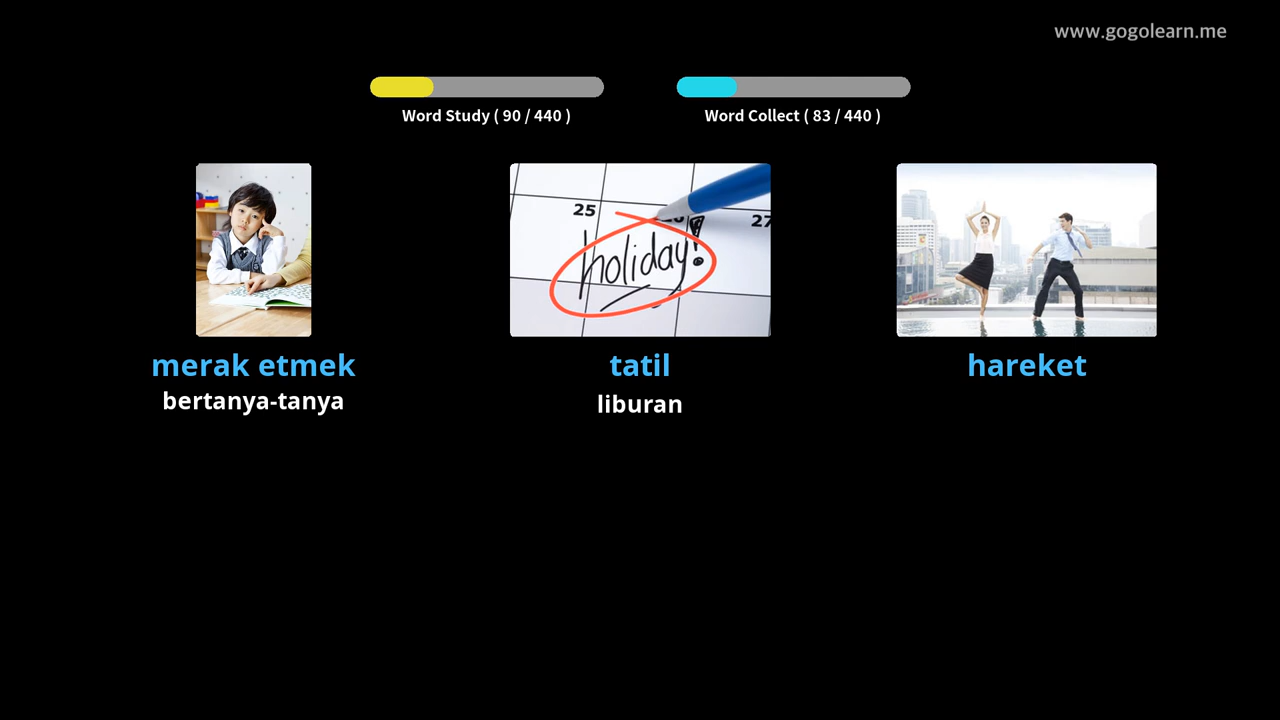 www.gogolearn.me
Word Study ( 90 / 440 )
Word Collect ( 83 / 440 )
25
27
holiday!
merak etmek
tatil
hareket
bertanya-tanya
liburan